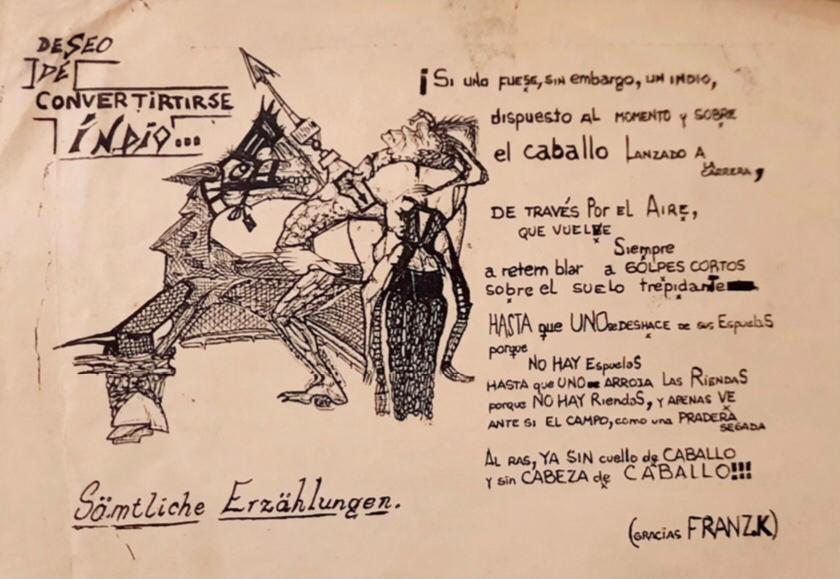 DESEO
DE
CONVERTIRTIRSE
INDIO...
¡Si uno fuese, sin embargo, un indio,
dispuesto al momento y sobre
el caballo lanzado a
la carrera,
de través por el aire,
que vuelve
siempre
a retem blar a golpes cortos
sobre el suelo trepidante
HASTA que UNO se DESHACE de sus Espuelas
porque
NO HAY Espuelas
HASTA que UNO ARROJA LAS RIENDAS
porque NO HAY RiendAS, y APENAS VE
ANTE SI EL CAMPO, como una PRADERA
SEGADA
AL RAS, YA SIN cuello de CABALLO
Y sin CABEZA de CABALLO!!!
(GRACIAS FRANZ.K)
Sämtliche Erzählungen.